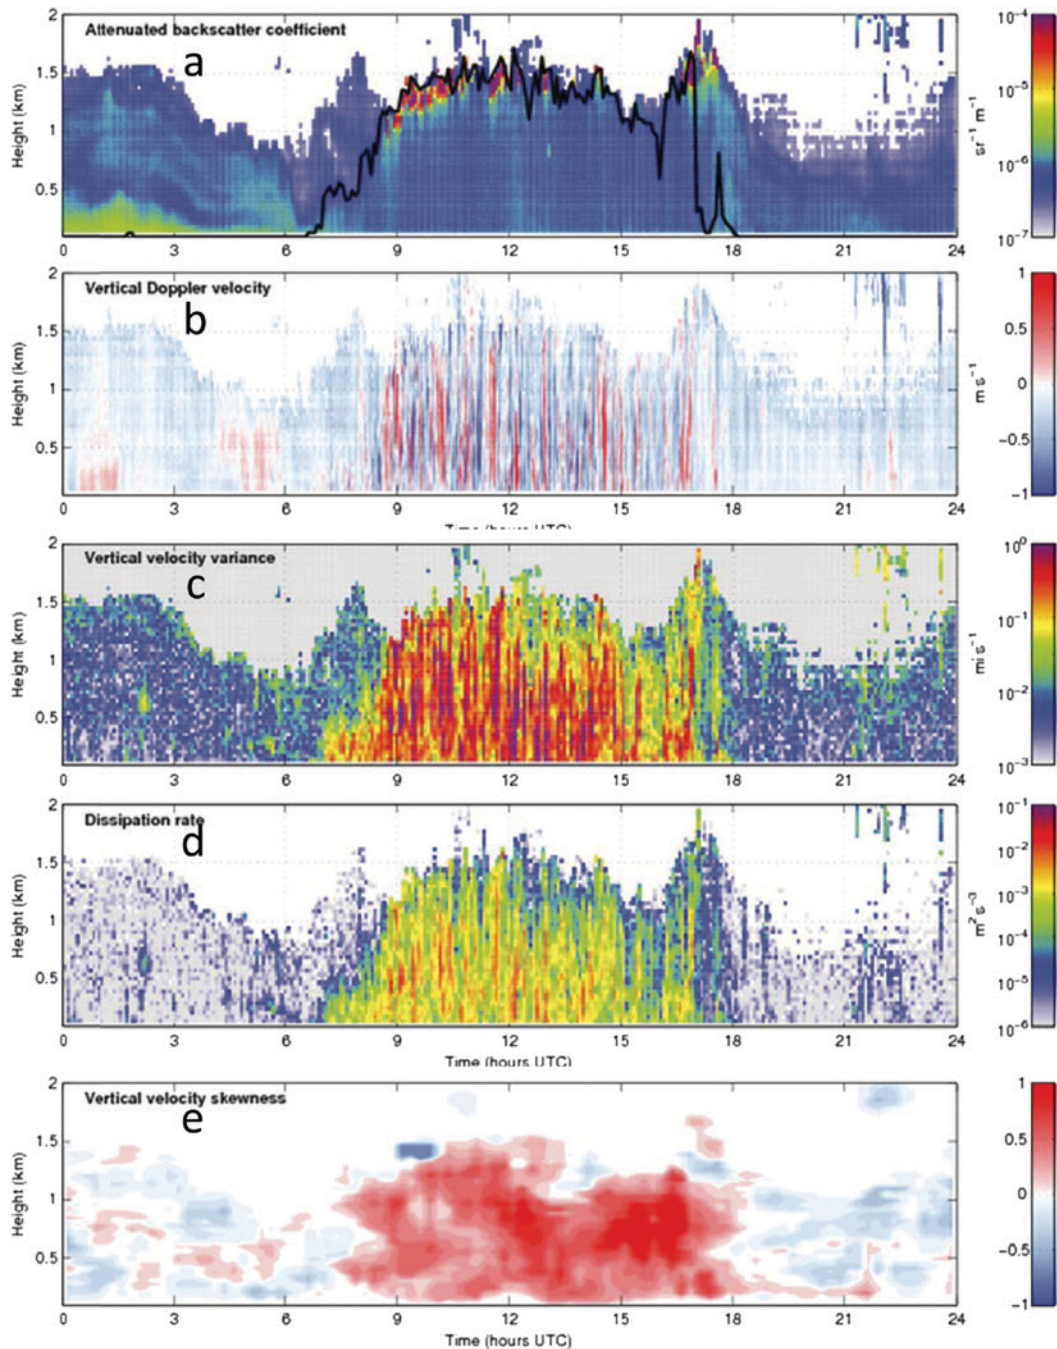 Attenuated backscatter coefficient
a
Height (km)
2
1.5
1
0.5
0 3 6 9 12 15 18 21 24
10⁻⁴
10⁻⁵
10⁻⁶
10⁻⁷
sr⁻¹ m⁻¹
Vertical Doppler velocity
b
Height (km)
2
1.5
1
0.5
0 3 6 9 12 15 18 21 24
1
0.5
0
−0.5
−1
m s⁻¹
Time (hours UTC)
Vertical velocity variance
c
Height (km)
2
1.5
1
0.5
0 3 6 9 12 15 18 21 24
10⁰
10⁻¹
10⁻²
10⁻³
mi s⁻¹
Dissipation rate
d
Height (km)
2
1.5
1
0.5
0 3 6 9 12 15 18 21 24
Time (hours UTC)
10⁻¹
10⁻²
10⁻³
10⁻⁴
10⁻⁵
10⁻⁶
m² s⁻³
Vertical velocity skewness
e
Height (km)
2
1.5
1
0.5
0 3 6 9 12 15 18 21 24
Time (hours UTC)
1
0.5
0
−0.5
−1